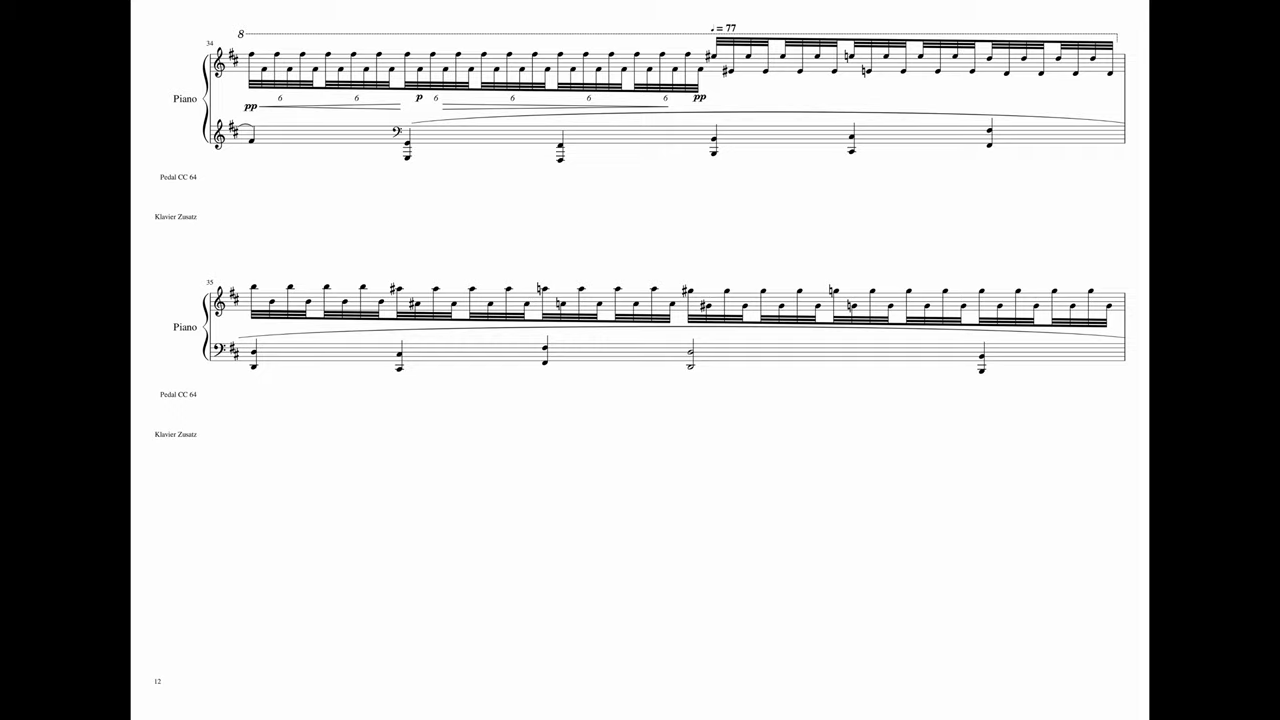 8
♩ = 77
34
Piano
6 6 p 6 6 6 6 pp
pp
Pedal CC 64
Klavier Zusatz
35
Piano
Pedal CC 64
Klavier Zusatz
12